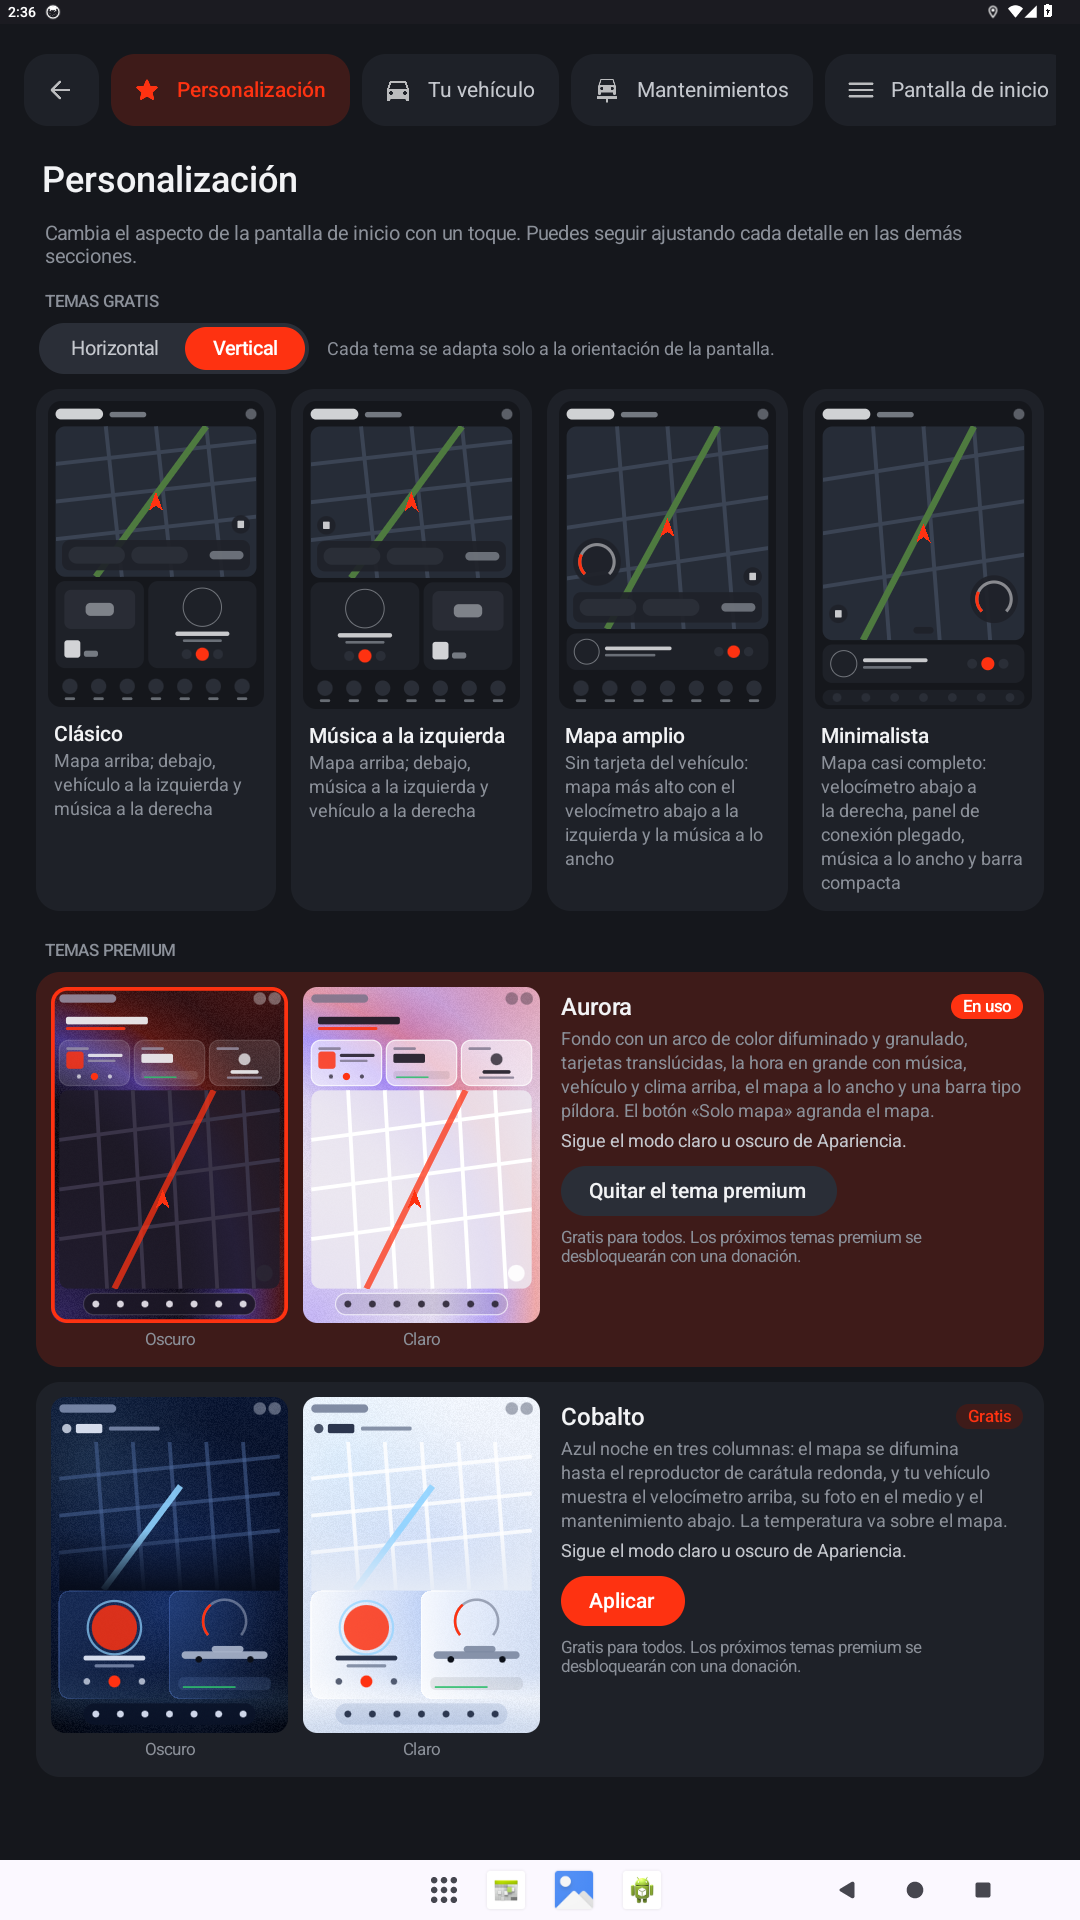 2:36
Personalización
Tu vehículo
Mantenimientos
Pantalla de inicio
Personalización
Cambia el aspecto de la pantalla de inicio con un toque. Puedes seguir ajustando cada detalle en las demás
secciones.
TEMAS GRATIS
Horizontal
Vertical
Cada tema se adapta solo a la orientación de la pantalla.
Clásico
Mapa arriba; debajo,
vehículo a la izquierda y
música a la derecha
Música a la izquierda
Mapa arriba; debajo,
música a la izquierda y
vehículo a la derecha
Mapa amplio
Sin tarjeta del vehículo:
mapa más alto con el
velocímetro abajo a la
izquierda y la música a lo
ancho
Minimalista
Mapa casi completo:
velocímetro abajo a
la derecha, panel de
conexión plegado,
música a lo ancho y barra
compacta
TEMAS PREMIUM
Oscuro
Claro
Aurora
En uso
Fondo con un arco de color difuminado y granulado,
tarjetas translúcidas, la hora en grande con música,
vehículo y clima arriba, el mapa a lo ancho y una barra tipo
píldora. El botón «Solo mapa» agranda el mapa.
Sigue el modo claro u oscuro de Apariencia.
Quitar el tema premium
Gratis para todos. Los próximos temas premium se
desbloquearán con una donación.
Oscuro
Claro
Cobalto
Gratis
Azul noche en tres columnas: el mapa se difumina
hasta el reproductor de carátula redonda, y tu vehículo
muestra el velocímetro arriba, su foto en el medio y el
mantenimiento abajo. La temperatura va sobre el mapa.
Sigue el modo claro u oscuro de Apariencia.
Aplicar
Gratis para todos. Los próximos temas premium se
desbloquearán con una donación.